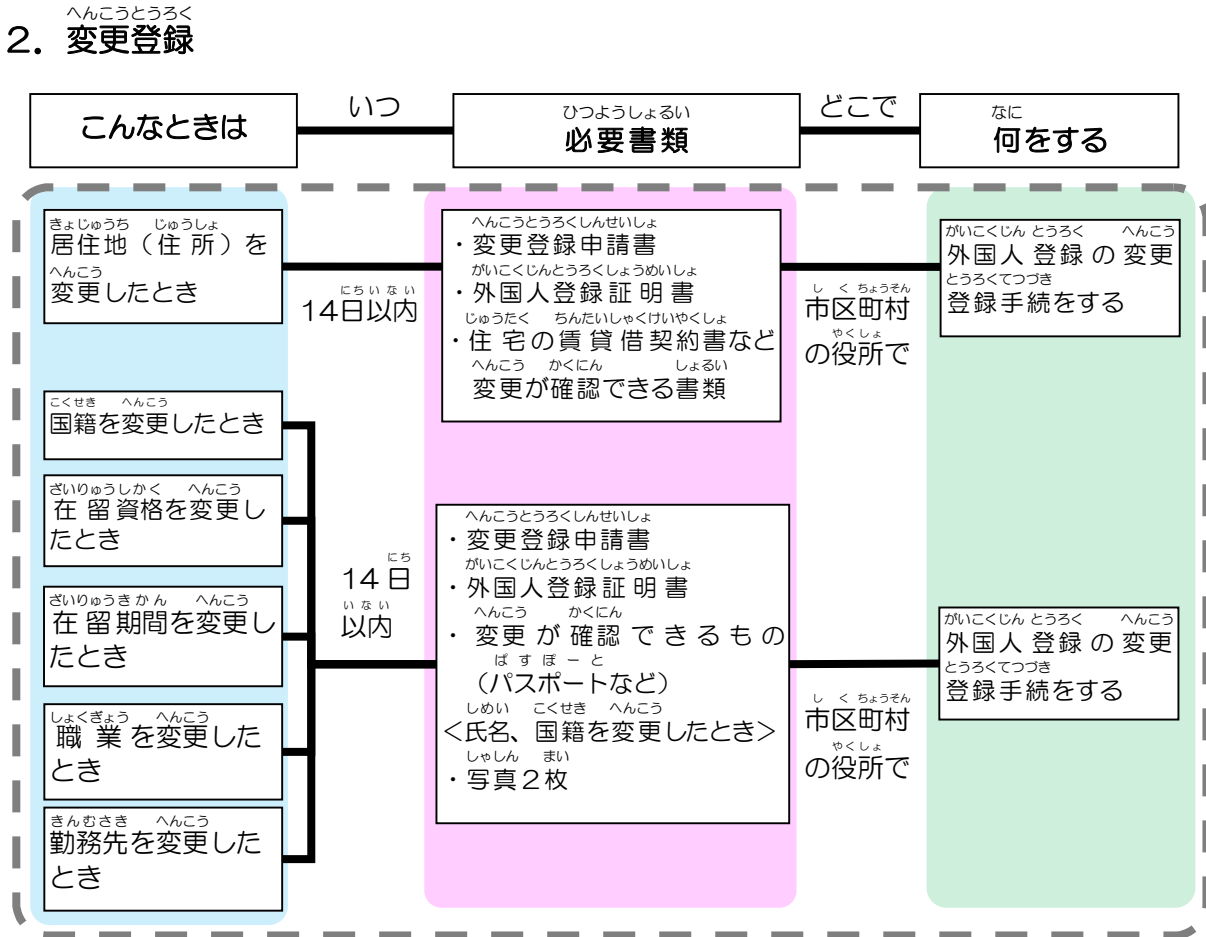 へんこうとうろく
2．変更登録
こんなときは
いつ
ひつようしょるい
必要書類
どこで
なに
何をする
きょじゅうち じゅうしょ
居住地（住所）を
へんこう
変更したとき
にちいない
14日以内
へんこうとうろくしんせいしょ
・変更登録申請書
がいこくじんとうろくしょうめいしょ
・外国人登録証明書
じゅうたく ちんたいしゃくけいやくしょ
・住宅の賃貸借契約書など
へんこう かくにん しょるい
変更が確認できる書類
しくちょうそん
市区町村
やくしょ
の役所で
がいこくじん とうろく へんこう
外国人登録の変更
とうろくてつづき
登録手続をする
こくせき へんこう
国籍を変更したとき
ざいりゅうしかく へんこう
在留資格を変更し
たとき
ざいりゅうきかん へんこう
在留期間を変更し
たとき
しょくぎょう へんこう
職業を変更した
とき
きんむさき へんこう
勤務先を変更した
とき
にち
14日
いない
以内
へんこうとうろくしんせいしょ
・変更登録申請書
がいこくじんとうろくしょうめいしょ
・外国人登録証明書
へんこう かくにん
・変更が確認できるもの
ぱすぽーと
（パスポートなど）
しめい こくせき へんこう
＜氏名、国籍を変更したとき＞
しゃしん まい
・写真2枚
しくちょうそん
市区町村
やくしょ
の役所で
がいこくじん とうろく へんこう
外国人登録の変更
とうろくてつづき
登録手続をする